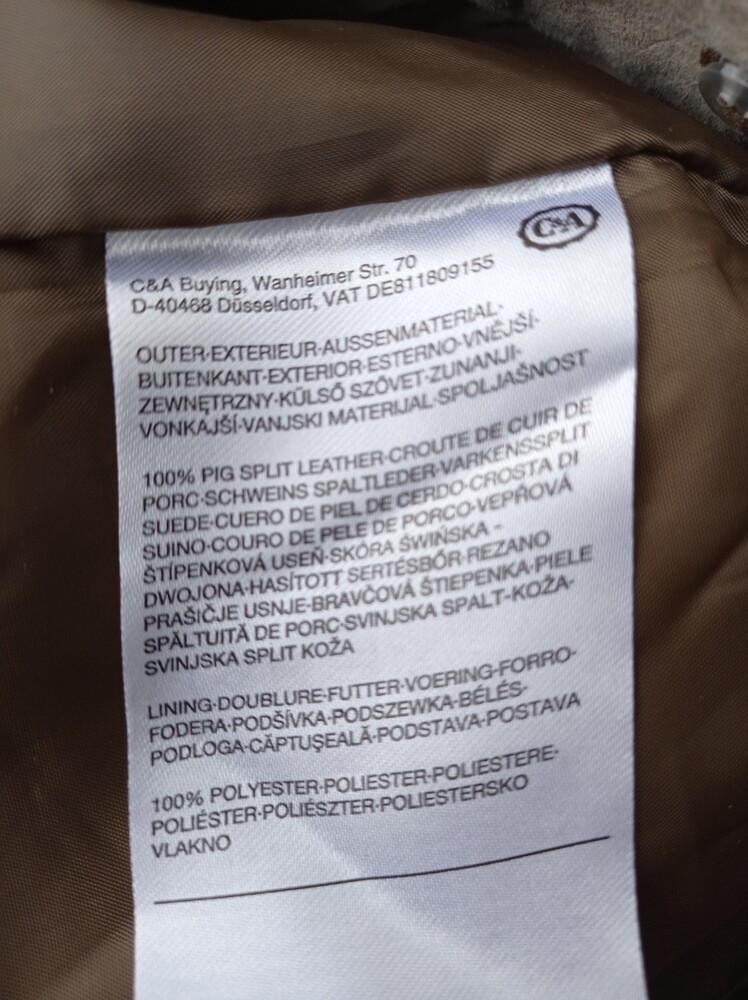 C&A
C&A Buying, Wanheimer Str. 70
D-40468 Düsseldorf, VAT DE811809155
OUTER·EXTERIEUR·AUSSENMATERIAL·
BUITENKANT·EXTERIOR·ESTERNO·VNĚJŠÍ·
ZEWNĘTRZNY·KÜLSŐ SZÖVET·ZUNANJI·
VONKAJŠÍ·VANJSKI MATERIJAL·SPOLJAŠNOST
100% PIG SPLIT LEATHER·CROUTE DE CUIR DE
PORC·SCHWEINS SPALTLEDER·VARKENSSPLIT
SUEDE·CUERO DE PIEL DE CERDO·CROSTA DI
SUINO·COURO DE PELE DE PORCO·VEPŘOVÁ
ŠTÍPENKOVÁ USEŇ·SKÓRA ŚWIŃSKA -
DWOJONA·HASÍTOTT SERTÉSBŐR·REZANO
PRAŠIČJE USNJE·BRAVČOVÁ ŠTIEPENKA·PIELE
SPĂLTUITĂ DE PORC·SVINJSKA SPALT-KOŽA·
SVINJSKA SPLIT KOŽA
LINING·DOUBLURE·FUTTER·VOERING·FORRO·
FODERA·PODŠÍVKA·PODSZEWKA·BÉLÉS·
PODLOGA·CĂPTUŞEALĂ·PODSTAVA·POSTAVA
100% POLYESTER·POLIESTER·POLIESTERE·
POLIÉSTER·POLIÉSZTER·POLIESTERSKO
VLAKNO